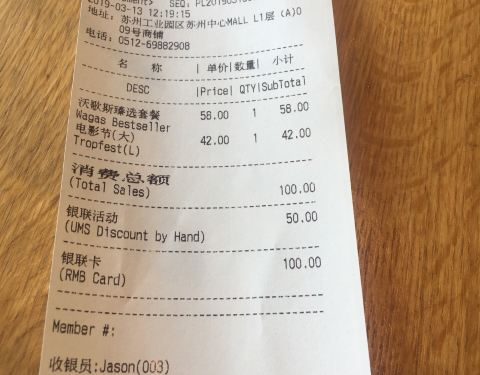 2019-03-13 12:19:15
地址: 苏州工业园区苏州中心MALL L1层 (A)0
09号商铺
电话: 0512-69882908
名 称 |单价|数量| 小计
DESC |Price| QTY|SubTotal
沃歌斯臻选套餐 58.00 1 58.00
Wagas Bestseller
电影节(大) 42.00 1 42.00
Tropfest(L)
消费总额
(Total Sales) 100.00
银联活动 50.00
(UMS Discount by Hand)
银联卡 100.00
(RMB Card)
Member #:
收银员:Jason(003)